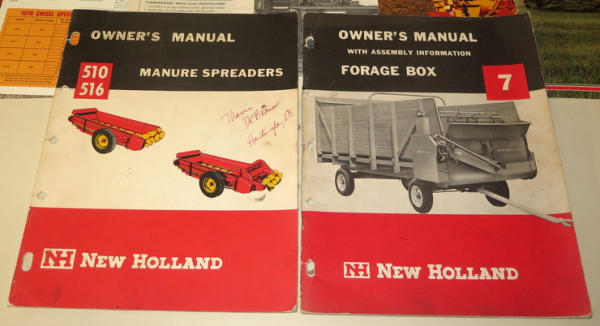 OWNER'S MANUAL
510
516
MANURE SPREADERS
NH NEW HOLLAND
OWNER'S MANUAL
WITH ASSEMBLY INFORMATION
FORAGE BOX
7
NH NEW HOLLAND